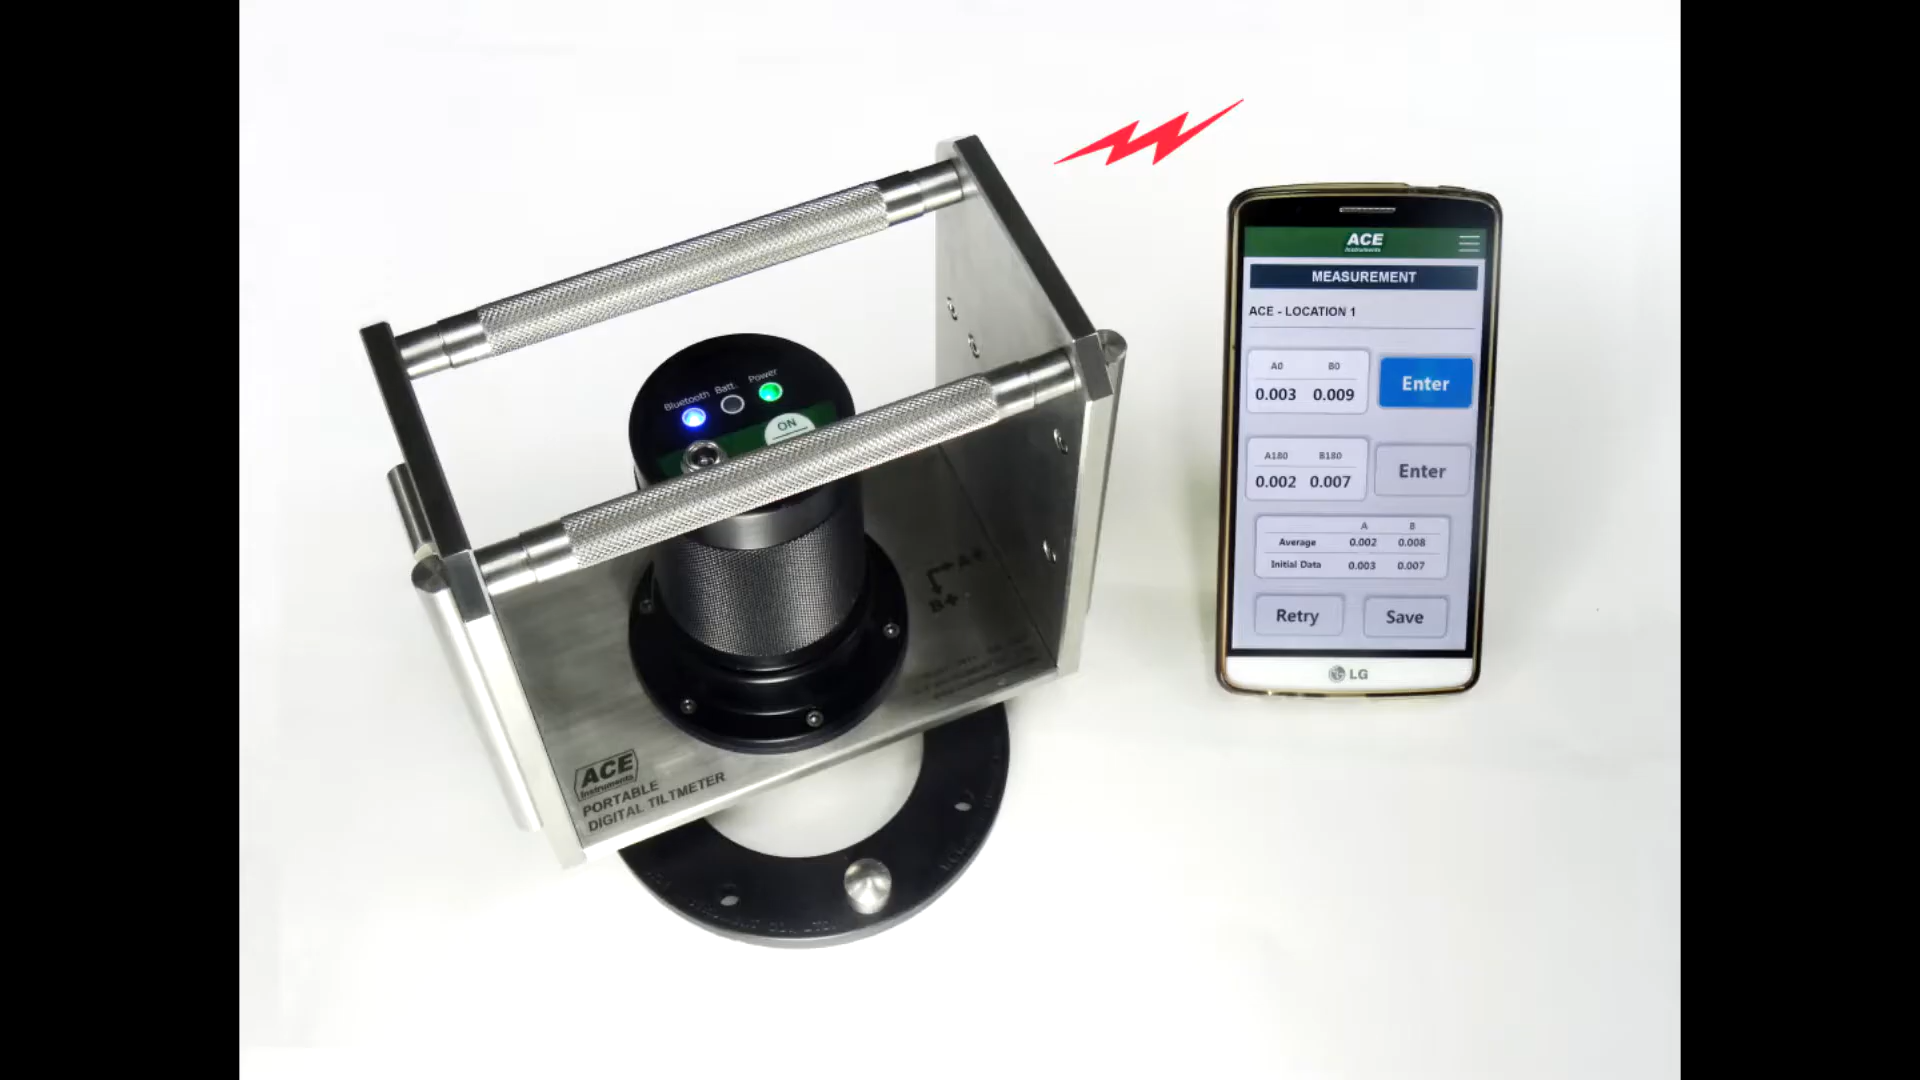 Bluetooth Batt. Power
ON
A+
B+
ACE
Instruments
PORTABLE
DIGITAL TILTMETER
ACE
Instruments
MEASUREMENT
ACE - LOCATION 1
A0 B0
0.003 0.009
Enter
A180 B180
0.002 0.007
Enter
A B
Average 0.002 0.008
Initial Data 0.003 0.007
Retry Save
LG